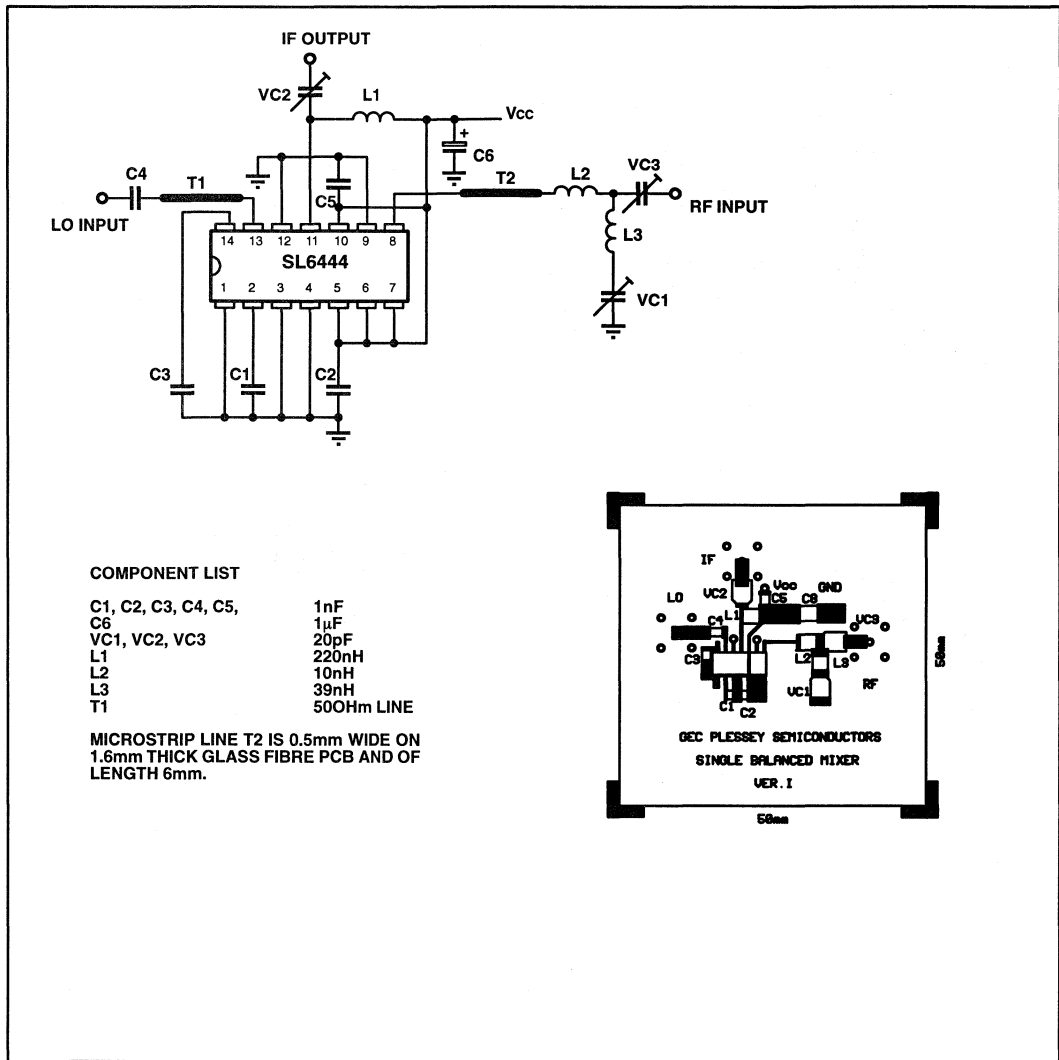 IF OUTPUT
VC2
L1
Vcc
+
C6
C4
T1
LO INPUT
C5
T2
L2
VC3
RF INPUT
L3
VC1
14 13 12 11 10 9 8
SL6444
1 2 3 4 5 6 7
C3
C1
C2
COMPONENT LIST
C1, C2, C3, C4, C5, 1nF
C6 1µF
VC1, VC2, VC3 20pF
L1 220nH
L2 10nH
L3 39nH
T1 50OHm LINE
MICROSTRIP LINE T2 IS 0.5mm WIDE ON
1.6mm THICK GLASS FIBRE PCB AND OF
LENGTH 6mm.
IF
VC2
Vcc
GND
LO
L1
C4
VC3
C3
L2
L3
RF
VC1
C1
C2
GEC PLESSEY SEMICONDUCTORS
SINGLE BALANCED MIXER
VER.I
50mm
50mm